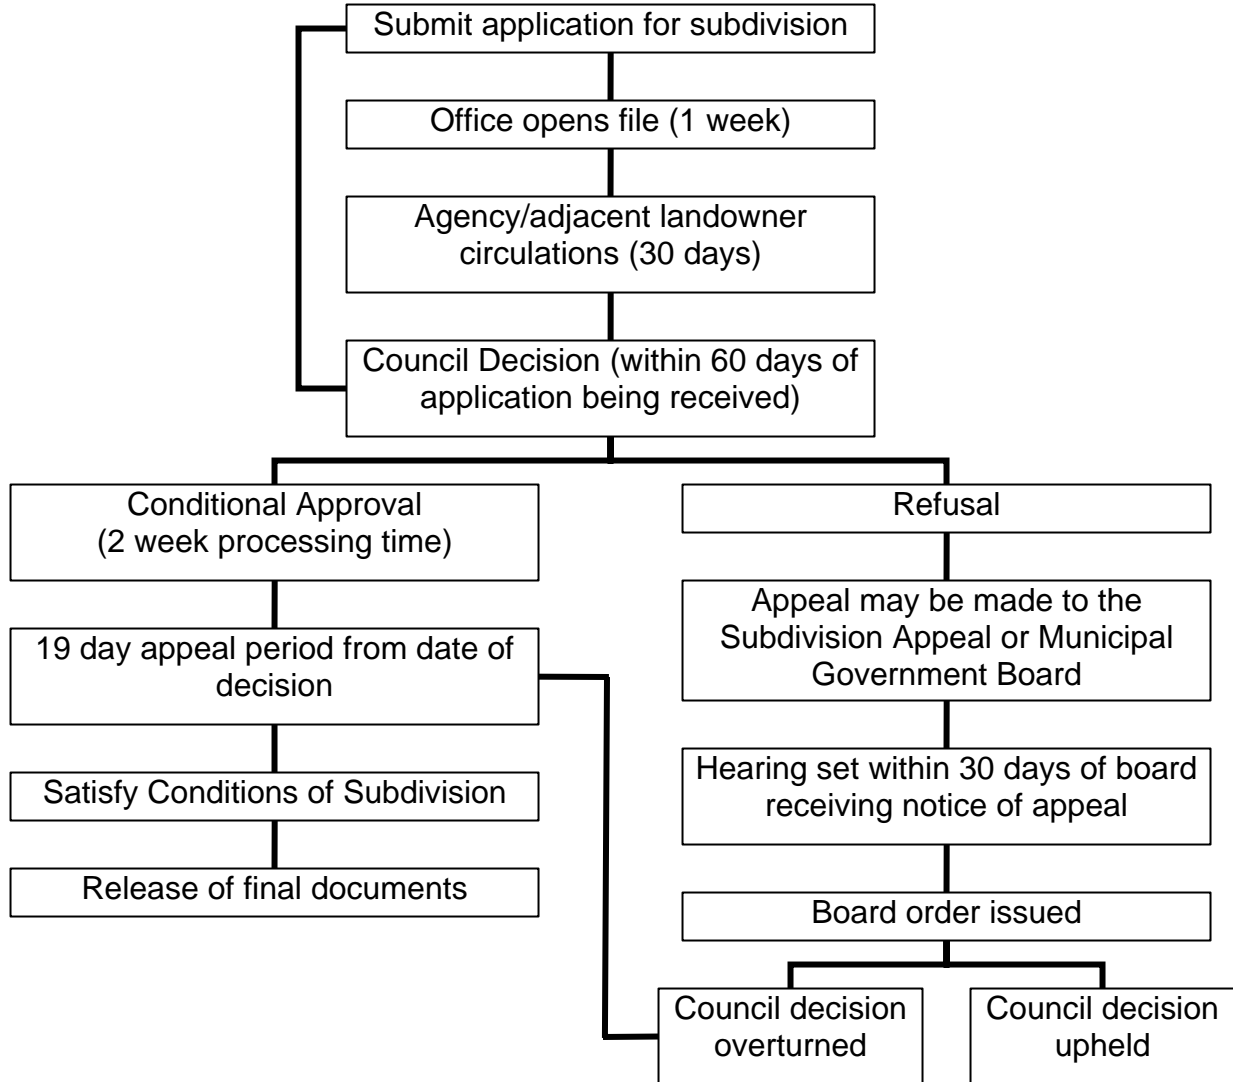 Submit application for subdivision
Office opens file (1 week)
Agency/adjacent landowner
circulations (30 days)
Council Decision (within 60 days of
application being received)
Conditional Approval
(2 week processing time)
19 day appeal period from date of
decision
Satisfy Conditions of Subdivision
Release of final documents
Refusal
Appeal may be made to the
Subdivision Appeal or Municipal
Government Board
Hearing set within 30 days of board
receiving notice of appeal
Board order issued
Council decision
overturned
Council decision
upheld